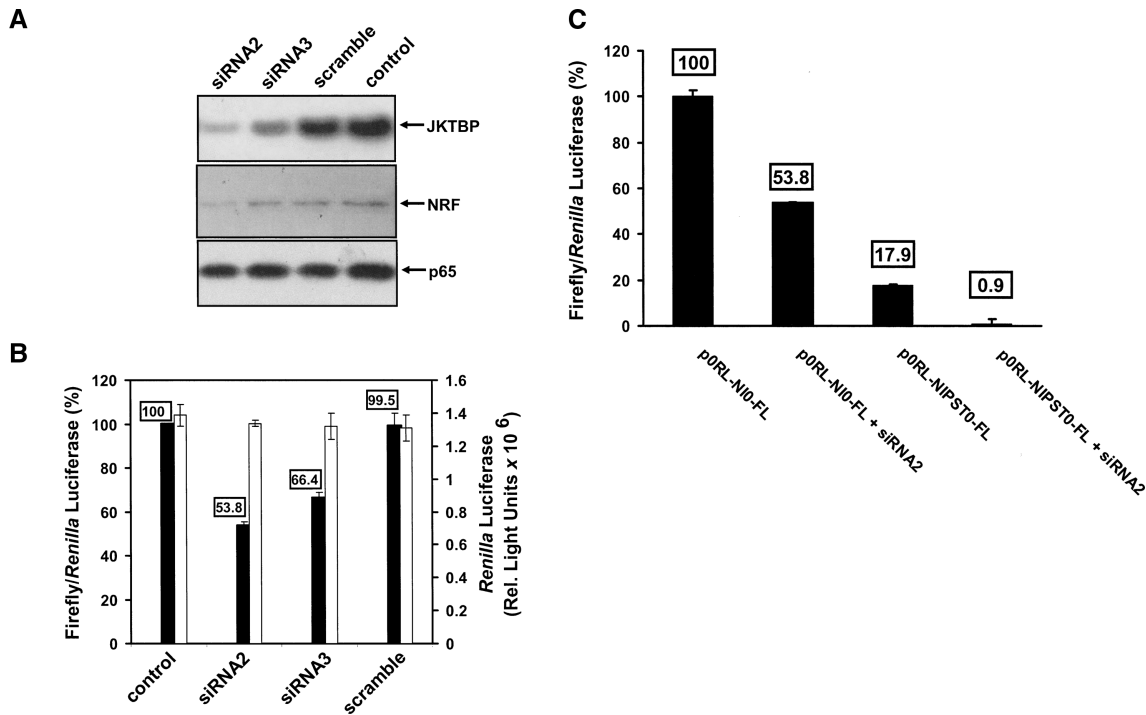 A
siRNA2 siRNA3 scramble control
JKTBP
NRF
p65
B
Firefly/Renilla Luciferase (%)
120
100
80
60
40
20
0
100
53.8
66.4
99.5
1.6
1.4
1.2
1
0.8
0.6
0.4
0.2
0
Renilla Luciferase
(Rel. Light Units x 10 6)
control siRNA2 siRNA3 scramble
C
Firefly/Renilla Luciferase (%)
120
100
80
60
40
20
0
100
53.8
17.9
0.9
p0RL-NI0-FL
p0RL-NI0-FL + siRNA2
p0RL-NIPST0-FL
p0RL-NIPST0-FL + siRNA2